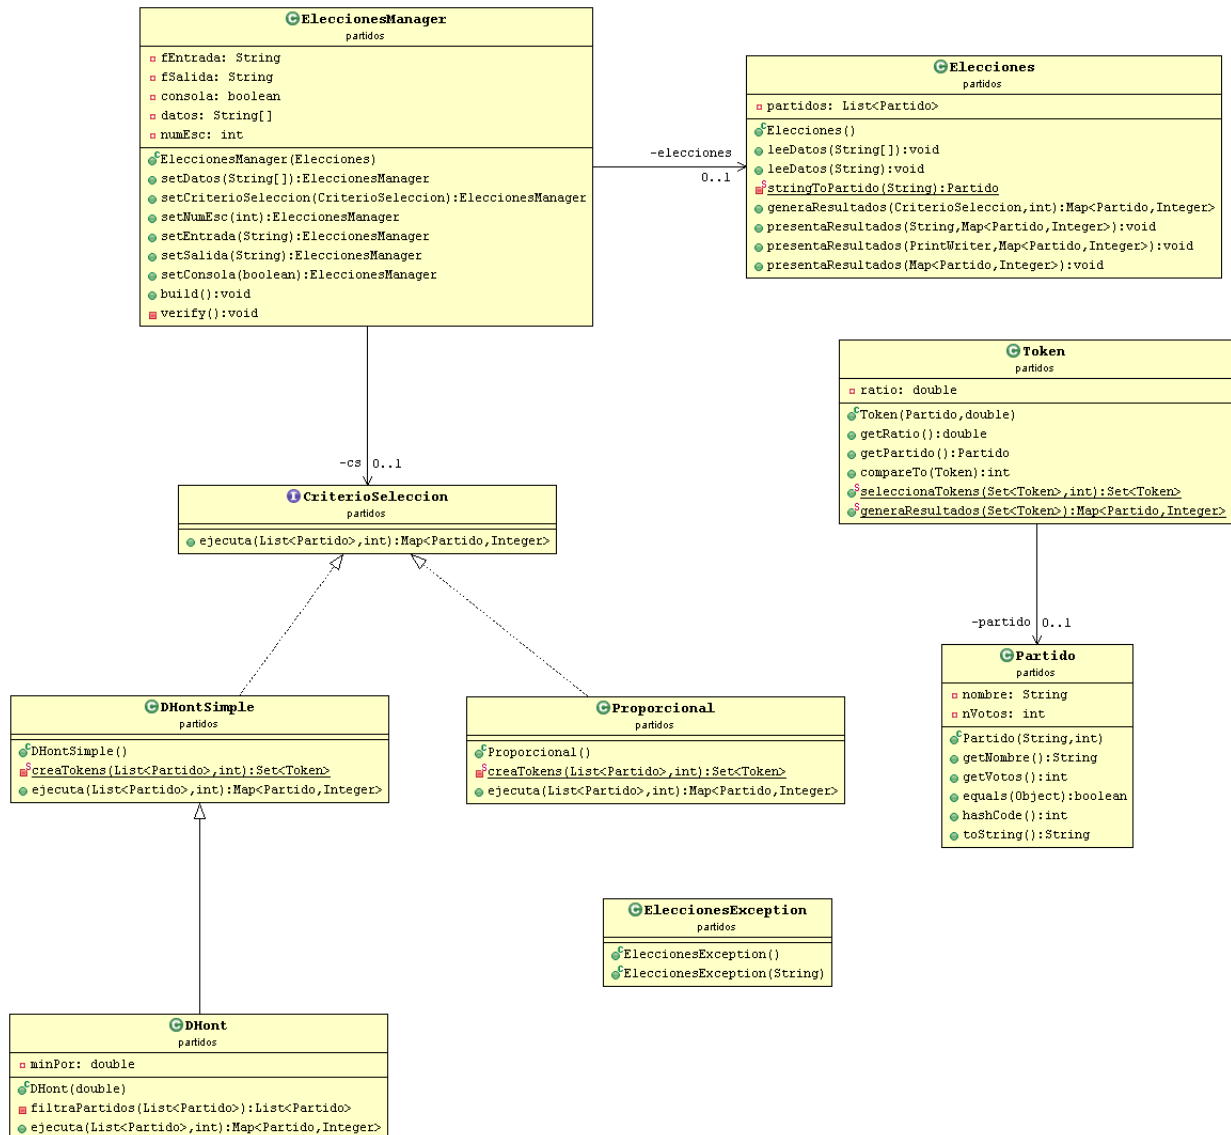 EleccionesManager
partidos
fEntrada: String
fSalida: String
consola: boolean
datos: String[]
numEsc: int
EleccionesManager(Elecciones)
setDatos(String[]):EleccionesManager
setCriterioSeleccion(CriterioSeleccion):EleccionesManager
setNumEsc(int):EleccionesManager
setEntrada(String):EleccionesManager
setSalida(String):EleccionesManager
setConsola(boolean):EleccionesManager
build():void
verify():void
-elecciones
0..1
Elecciones
partidos
partidos: List<Partido>
Elecciones()
leeDatos(String[]):void
leeDatos(String):void
stringToPartido(String):Partido
generaResultados(CriterioSeleccion,int):Map<Partido,Integer>
presentaResultados(String,Map<Partido,Integer>):void
presentaResultados(PrintWriter,Map<Partido,Integer>):void
presentaResultados(Map<Partido,Integer>):void
Token
partidos
ratio: double
Token(Partido,double)
getRatio():double
getPartido():Partido
compareTo(Token):int
seleccionaTokens(Set<Token>,int):Set<Token>
generaResultados(Set<Token>):Map<Partido,Integer>
-cs 0..1
CriterioSeleccion
partidos
ejecuta(List<Partido>,int):Map<Partido,Integer>
-partido 0..1
Partido
partidos
nombre: String
nVotos: int
Partido(String,int)
getNombre():String
getVotos():int
equals(Object):boolean
hashCode():int
toString():String
DHontSimple
partidos
DHontSimple()
creaTokens(List<Partido>,int):Set<Token>
ejecuta(List<Partido>,int):Map<Partido,Integer>
Proporcional
partidos
Proporcional()
creaTokens(List<Partido>,int):Set<Token>
ejecuta(List<Partido>,int):Map<Partido,Integer>
EleccionesException
partidos
EleccionesException()
EleccionesException(String)
DHont
partidos
minPor: double
DHont(double)
filtraPartidos(List<Partido>):List<Partido>
ejecuta(List<Partido>,int):Map<Partido,Integer>